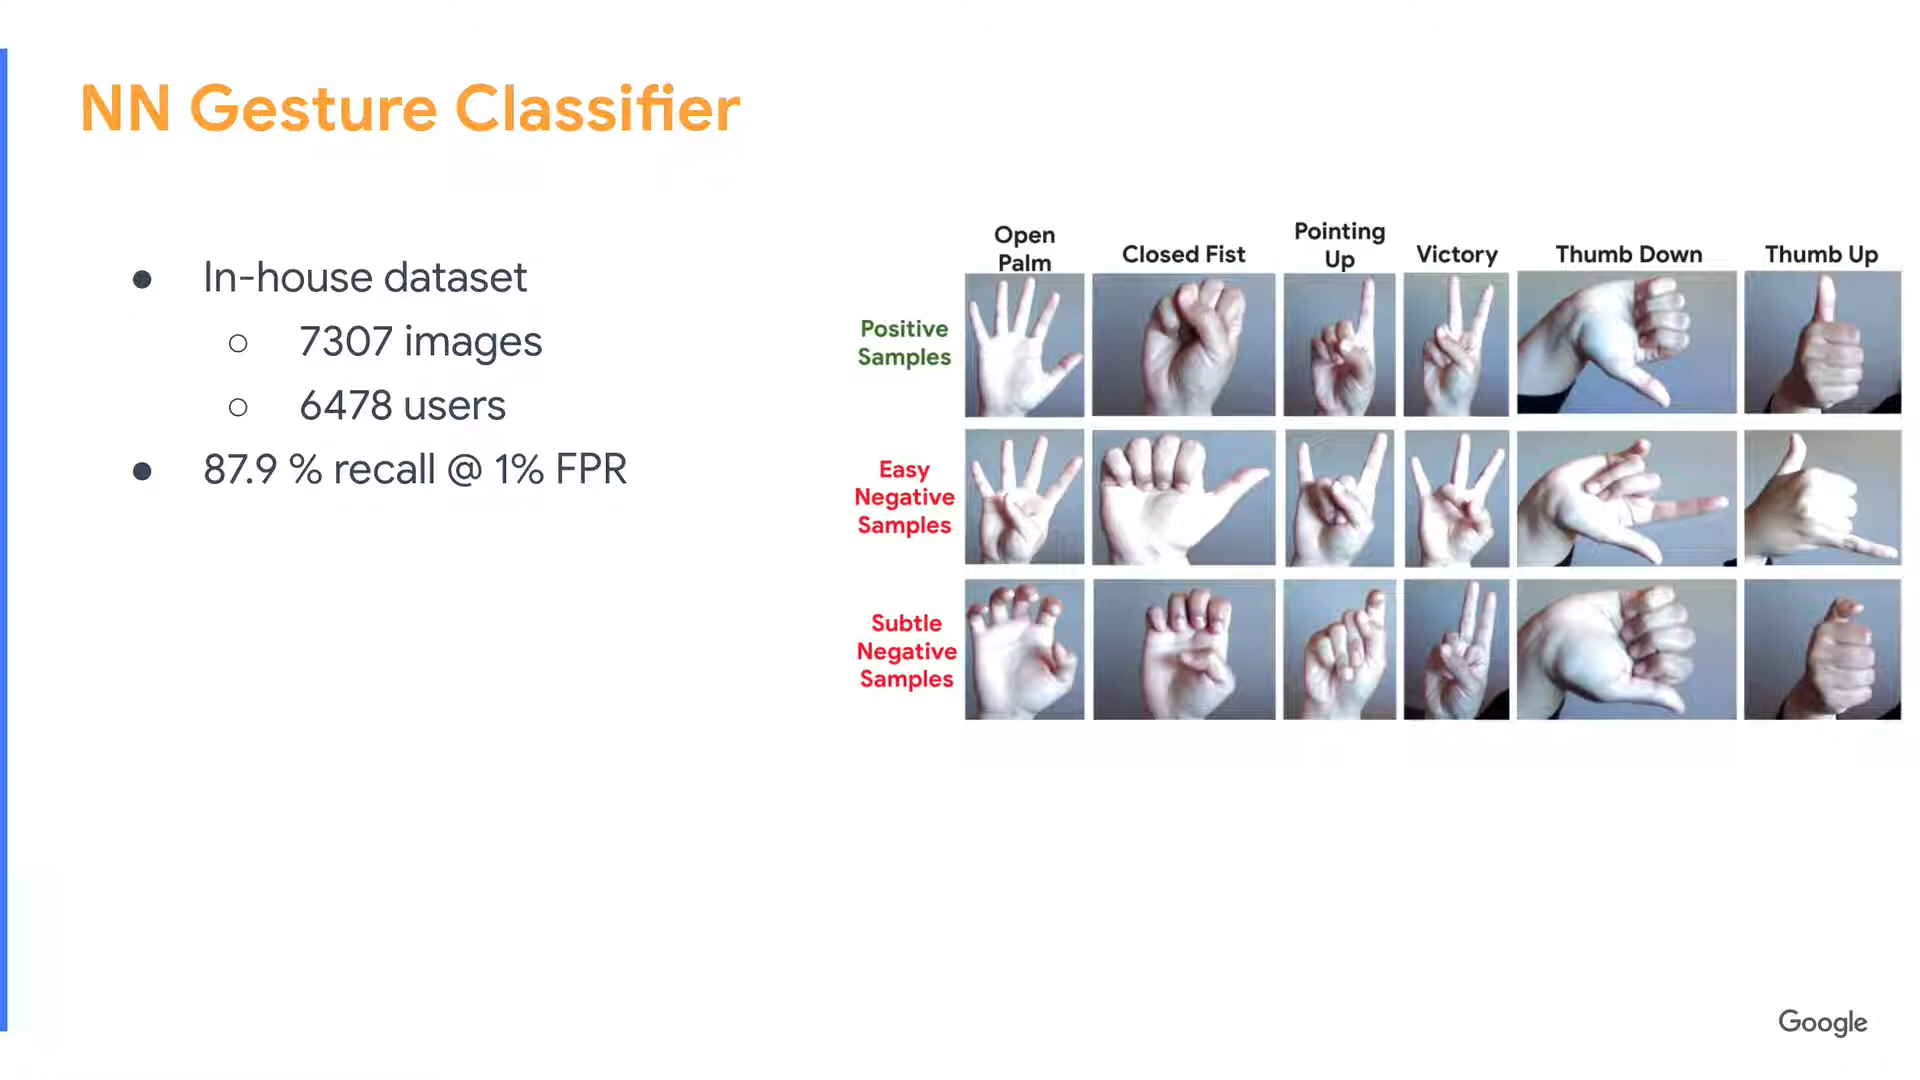 NN Gesture Classifier
● In-house dataset
○ 7307 images
○ 6478 users
● 87.9 % recall @ 1% FPR
Open
Palm
Closed Fist
Pointing
Up
Victory
Thumb Down
Thumb Up
Positive
Samples
Easy
Negative
Samples
Subtle
Negative
Samples
Google